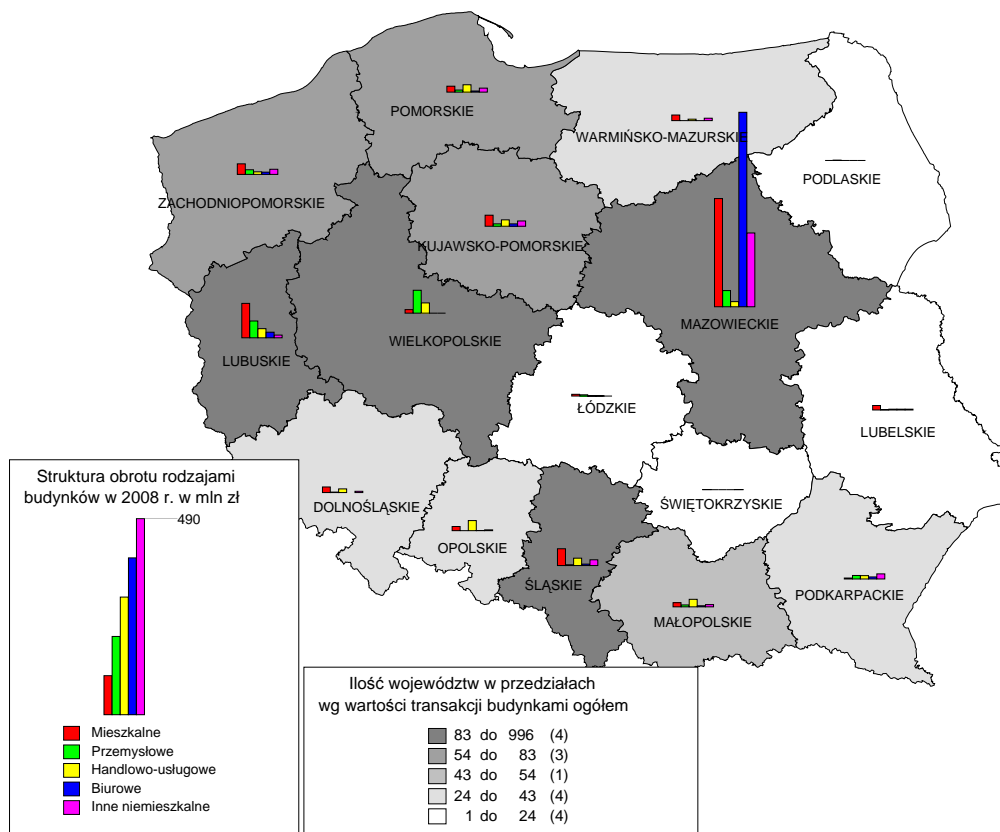 POMORSKIE
WARMIŃSKO-MAZURSKIE
PODLASKIE
ZACHODNIOPOMORSKIE
KUJAWSKO-POMORSKIE
MAZOWIECKIE
WIELKOPOLSKIE
LUBUSKIE
ŁÓDZKIE
LUBELSKIE
DOLNOŚLĄSKIE
ŚWIĘTOKRZYSKIE
OPOLSKIE
ŚLĄSKIE
PODKARPACKIE
MAŁOPOLSKIE
Struktura obrotu rodzajami
budynków w 2008 r. w mln zł
490
Mieszkalne
Przemysłowe
Handlowo-usługowe
Biurowe
Inne niemieszkalne
Ilość województw w przedziałach
wg wartości transakcji budynkami ogółem
83 do 996 (4)
54 do 83 (3)
43 do 54 (1)
24 do 43 (4)
1 do 24 (4)